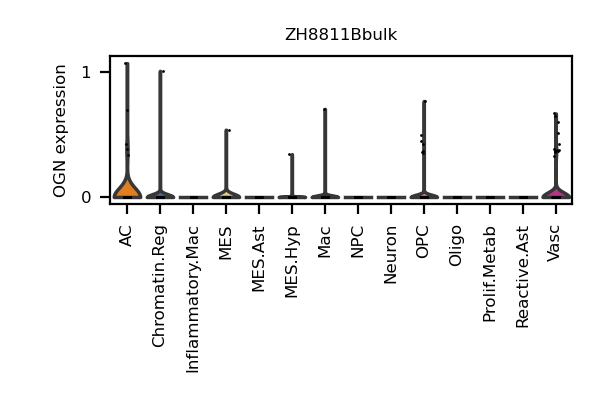 ZH8811Bbulk
OGN expression
1
0
AC
Chromatin.Reg
Inflammatory.Mac
MES
MES.Ast
MES.Hyp
Mac
NPC
Neuron
OPC
Oligo
Prolif.Metab
Reactive.Ast
Vasc